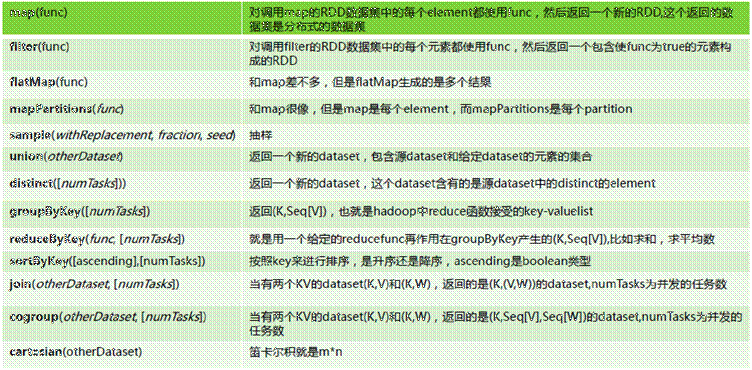 map(func) 对调用map的RDD数据集中的每个element都使用func，然后返回一个新的RDD,这个返回的数
据集是分布式的数据集
filter(func) 对调用filter的RDD数据集中的每个元素都使用func，然后返回一个包含使func为true的元素构
成的RDD
flatMap(func) 和map差不多，但是flatMap生成的是多个结果
mapPartitions(func) 和map很像，但是map是每个element，而mapPartitions是每个partition
sample(withReplacement, fraction, seed) 抽样
union(otherDataset) 返回一个新的dataset，包含源dataset和给定dataset的元素的集合
distinct([numTasks])) 返回一个新的dataset，这个dataset含有的是源dataset中的distinct的element
groupByKey([numTasks]) 返回(K,Seq[V])，也就是hadoop中reduce函数接受的key-valuelist
reduceByKey(func, [numTasks]) 就是用一个给定的reducefunc再作用在groupByKey产生的(K,Seq[V]),比如求和，求平均数
sortByKey([ascending],[numTasks]) 按照key来进行排序，是升序还是降序，ascending是boolean类型
join(otherDataset, [numTasks]) 当有两个KV的dataset(K,V)和(K,W)，返回的是(K,(V,W))的dataset,numTasks为并发的任务数
cogroup(otherDataset, [numTasks]) 当有两个KV的dataset(K,V)和(K,W)，返回的是(K,Seq[V],Seq[W])的dataset,numTasks为并发的
任务数
cartesian(otherDataset) 笛卡尔积就是m*n